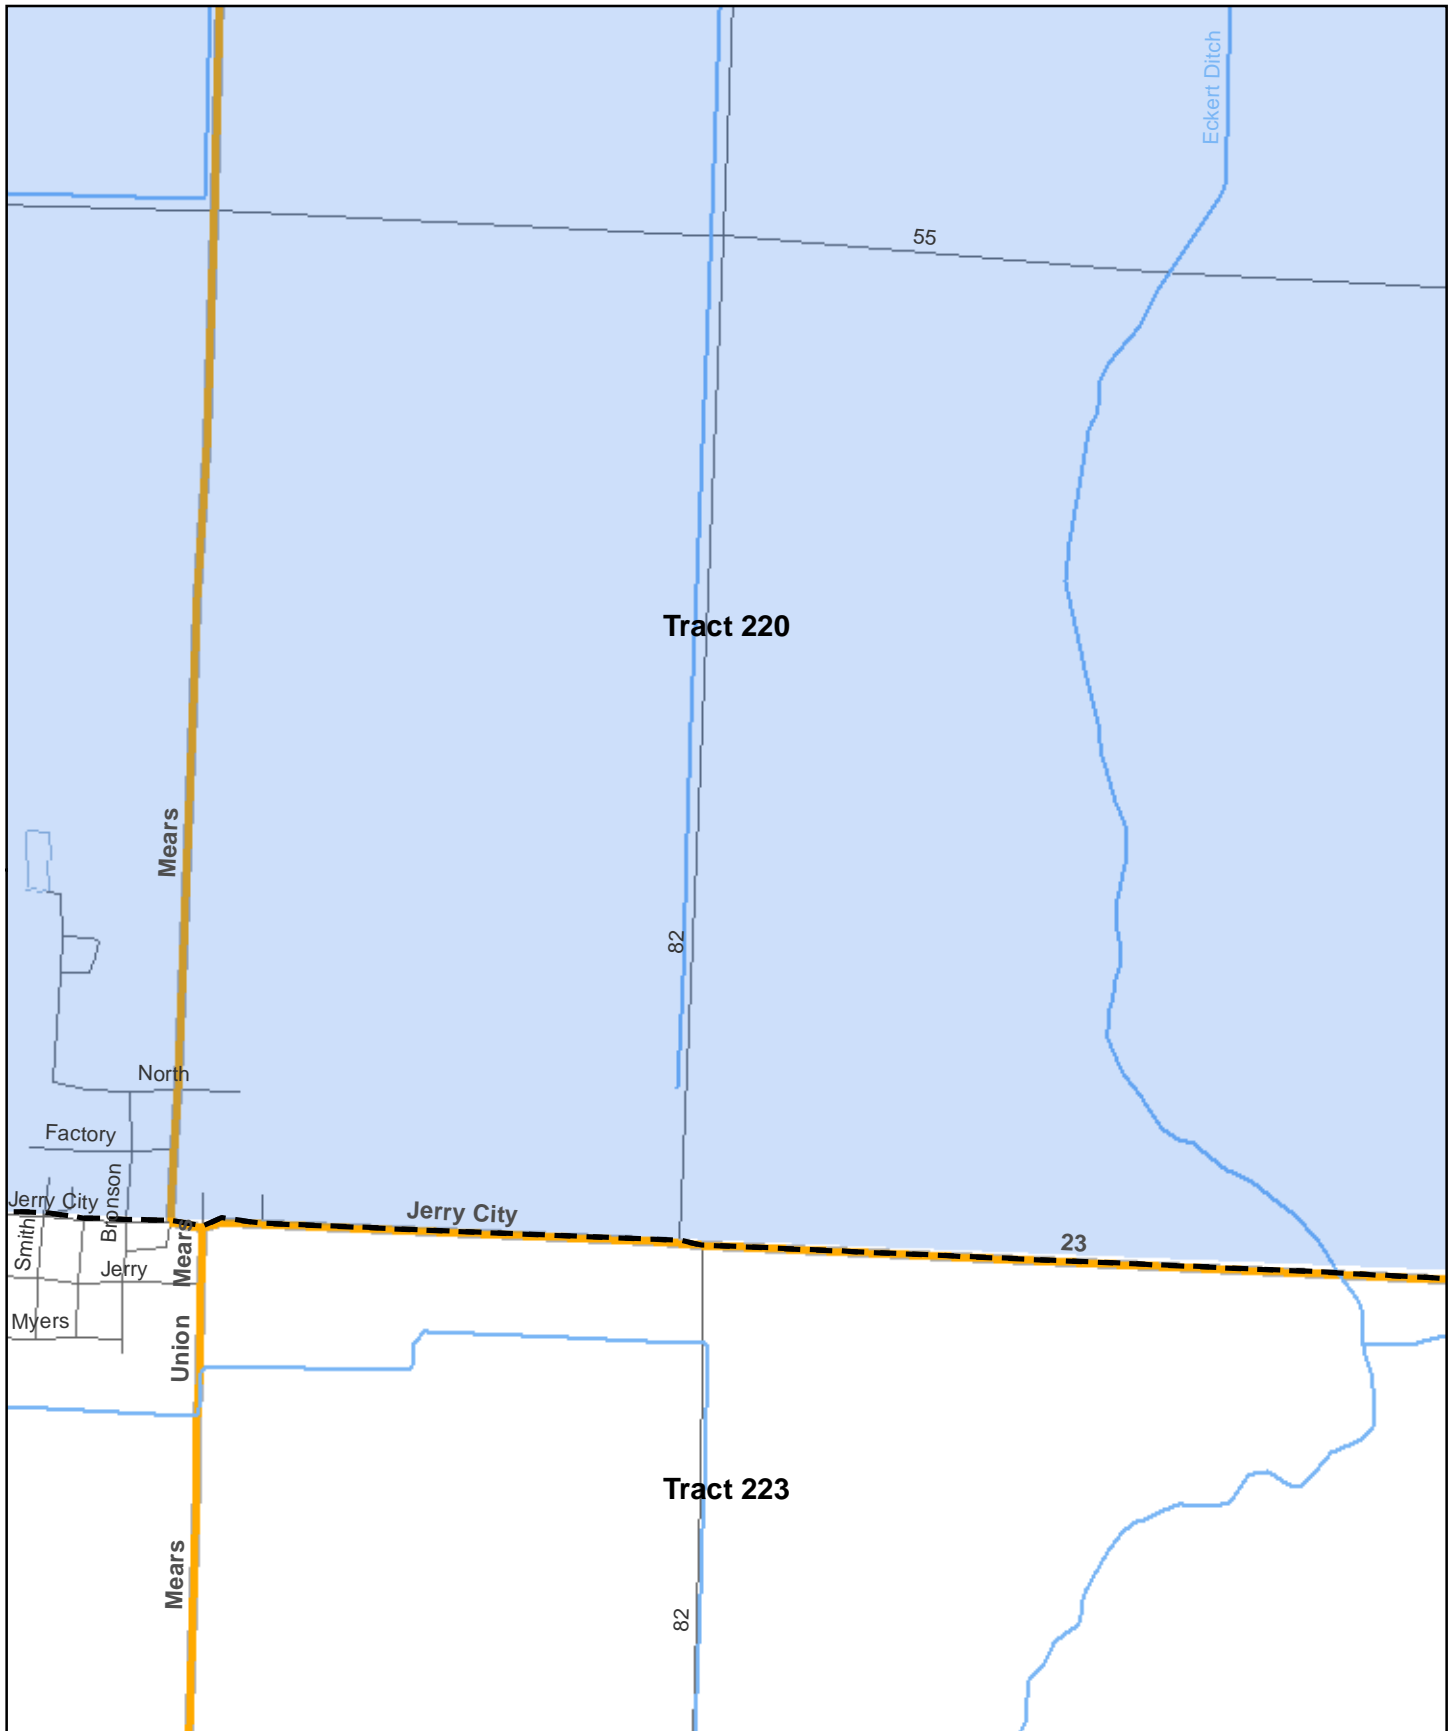 Eckert Ditch
55
Tract 220
Mears
82
North
Factory
Bronson
Jerry City
Jerry City
Smith
Mears
23
Jerry
Myers
Union
Tract 223
Mears
82